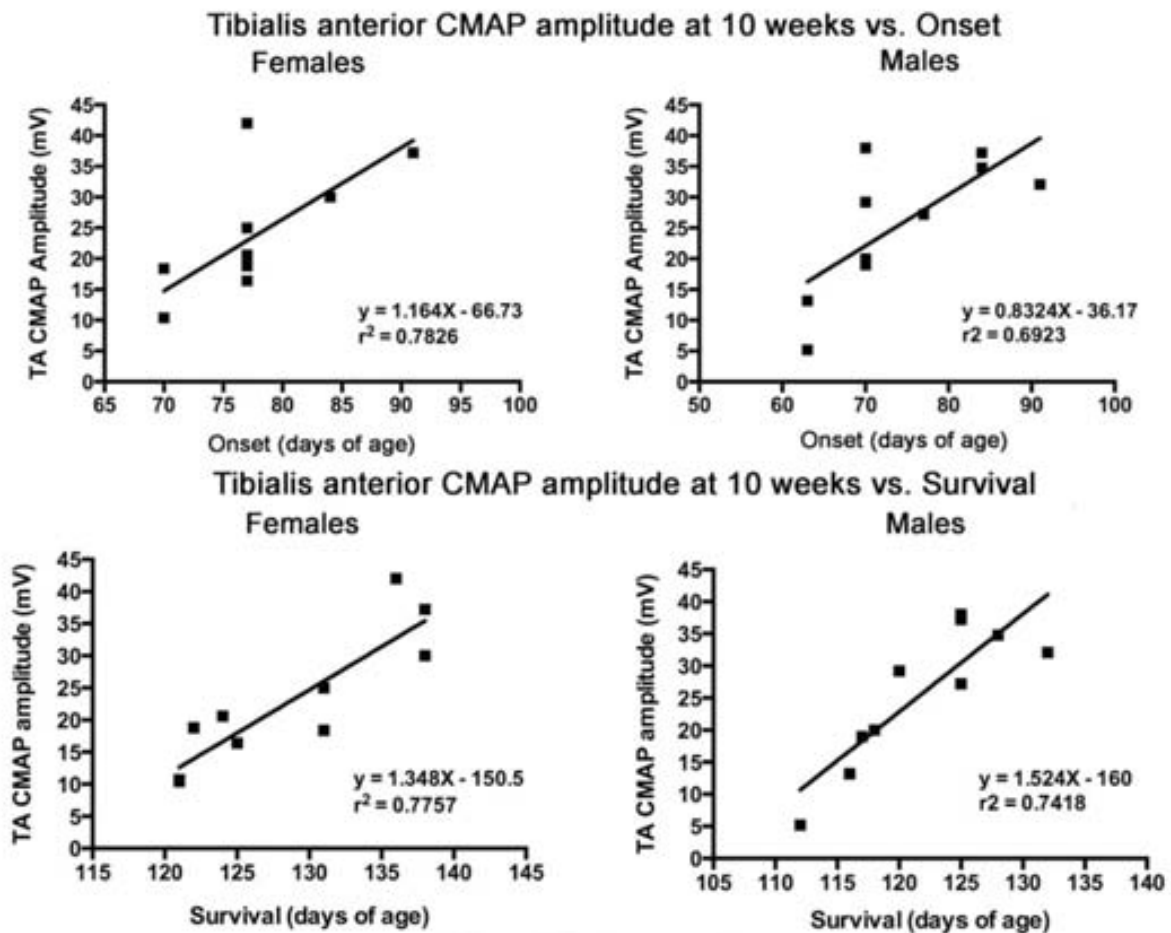 Tibialis anterior CMAP amplitude at 10 weeks vs. Onset
Females
Males
TA CMAP Amplitude (mV)
45
40
35
30
25
20
15
10
5
0
65 70 75 80 85 90 95 100
Onset (days of age)
y = 1.164X - 66.73
r² = 0.7826
TA CMAP Amplitude (mV)
45
40
35
30
25
20
15
10
5
0
50 60 70 80 90 100
Onset (days of age)
y = 0.8324X - 36.17
r2 = 0.6923
Tibialis anterior CMAP amplitude at 10 weeks vs. Survival
Females
Males
TA CMAP amplitude (mV)
45
40
35
30
25
20
15
10
5
0
115 120 125 130 135 140 145
Survival (days of age)
y = 1.348X - 150.5
r² = 0.7757
TA CMAP amplitude (mV)
45
40
35
30
25
20
15
10
5
0
105 110 115 120 125 130 135 140
Survival (days of age)
y = 1.524X - 160
r2 = 0.7418